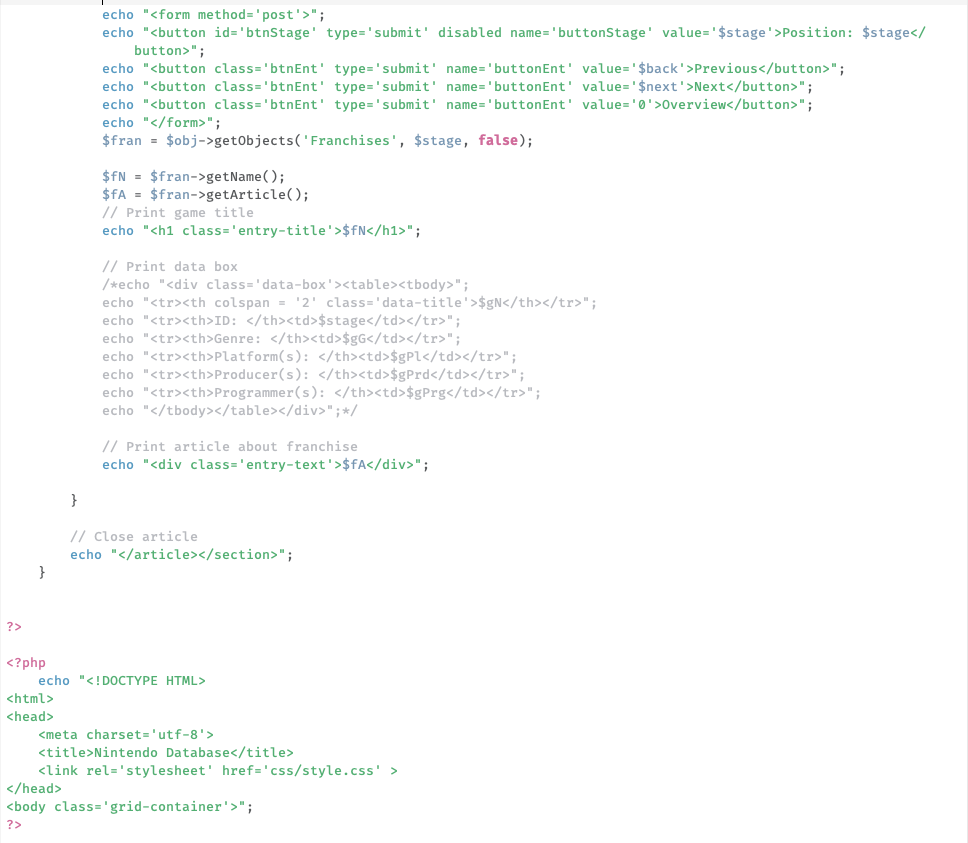 echo "<form method='post'>";
echo "<button id='btnStage' type='submit' disabled name='buttonStage' value='$stage'>Position: $stage</
button>";
echo "<button class='btnEnt' type='submit' name='buttonEnt' value='$back'>Previous</button>";
echo "<button class='btnEnt' type='submit' name='buttonEnt' value='$next'>Next</button>";
echo "<button class='btnEnt' type='submit' name='buttonEnt' value='0'>Overview</button>";
echo "</form>";
$fran = $obj->getObjects('Franchises', $stage, false);

$fN = $fran->getName();
$fA = $fran->getArticle();
// Print game title
echo "<h1 class='entry-title'>$fN</h1>";

// Print data box
/*echo "<div class='data-box'><table><tbody>";
echo "<tr><th colspan = '2' class='data-title'>$gN</th></tr>";
echo "<tr><th>ID: </th><td>$stage</td></tr>";
echo "<tr><th>Genre: </th><td>$gG</td></tr>";
echo "<tr><th>Platform(s): </th><td>$gPl</td></tr>";
echo "<tr><th>Producer(s): </th><td>$gPrd</td></tr>";
echo "<tr><th>Programmer(s): </th><td>$gPrg</td></tr>";
echo "</tbody></table></div>";*/

// Print article about franchise
echo "<div class='entry-text'>$fA</div>";

}

// Close article
echo "</article></section>";
}

?>

<?php
echo "<!DOCTYPE HTML>
<html>
<head>
<meta charset='utf-8'>
<title>Nintendo Database</title>
<link rel='stylesheet' href='css/style.css' >
</head>
<body class='grid-container'>";
?>